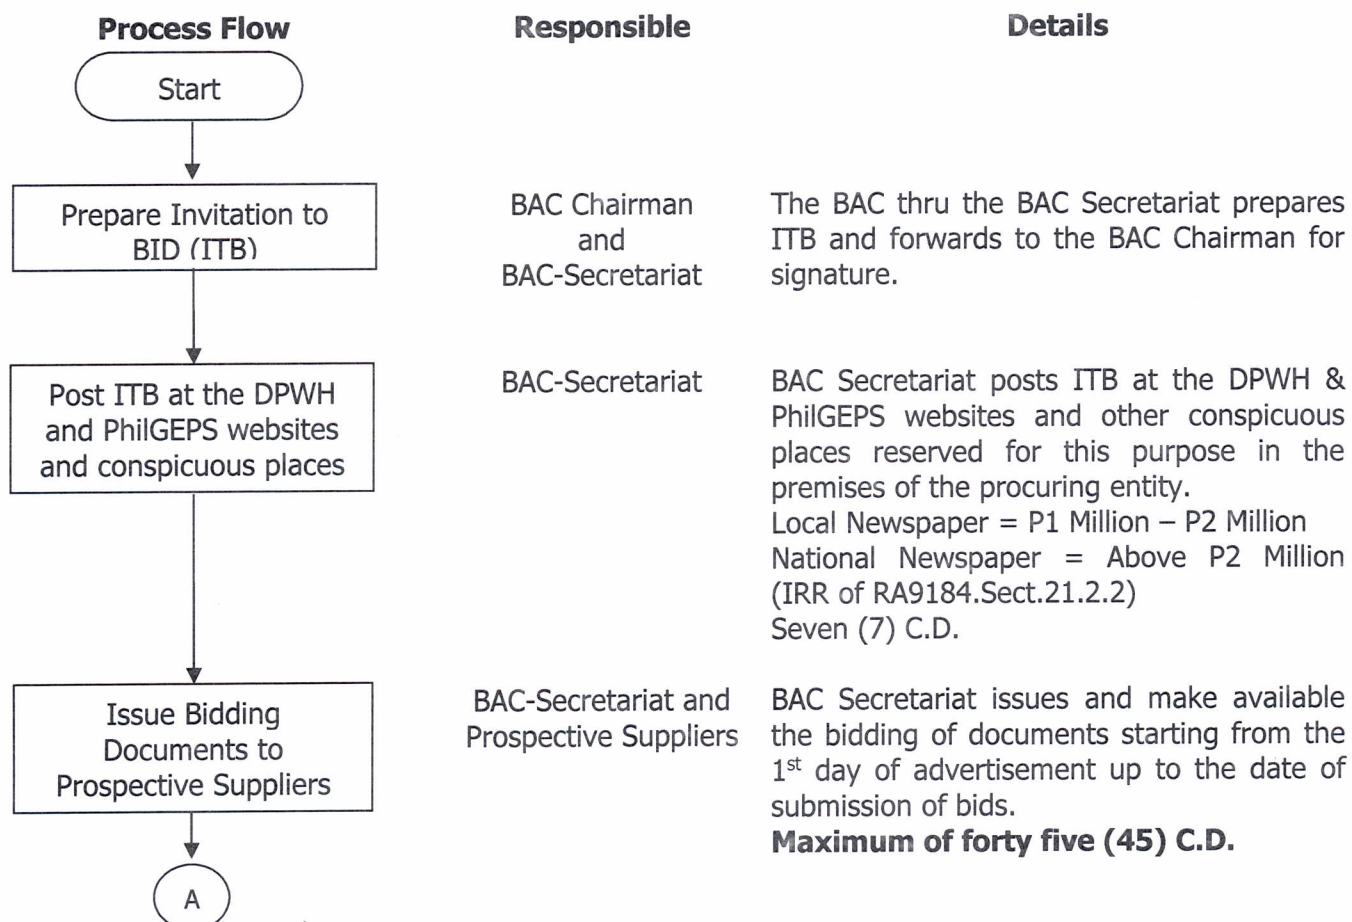 Process Flow
Responsible
Details
Start
Prepare Invitation to
BID (ITB)
BAC Chairman
and
BAC-Secretariat
The BAC thru the BAC Secretariat prepares
ITB and forwards to the BAC Chairman for
signature.
Post ITB at the DPWH
and PhilGEPS websites
and conspicuous places
BAC-Secretariat
BAC Secretariat posts ITB at the DPWH &
PhilGEPS websites and other conspicuous
places reserved for this purpose in the
premises of the procuring entity.
Local Newspaper = P1 Million – P2 Million
National Newspaper = Above P2 Million
(IRR of RA9184.Sect.21.2.2)
Seven (7) C.D.
Issue Bidding
Documents to
Prospective Suppliers
BAC-Secretariat and
Prospective Suppliers
BAC Secretariat issues and make available
the bidding of documents starting from the
1st day of advertisement up to the date of
submission of bids.
Maximum of forty five (45) C.D.
A